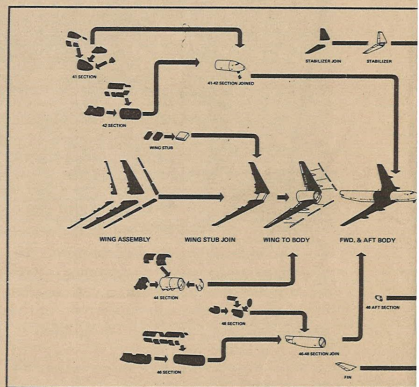 41 SECTION
41-42 SECTION JOINED
STABILIZER JOIN
STABILIZER
42 SECTION
WING STUB
WING ASSEMBLY
WING STUB JOIN
WING TO BODY
FWD. & AFT BODY
44 SECTION
48 AFT SECTION
48 SECTION
46 SECTION
46-48 SECTION JOIN
FIN